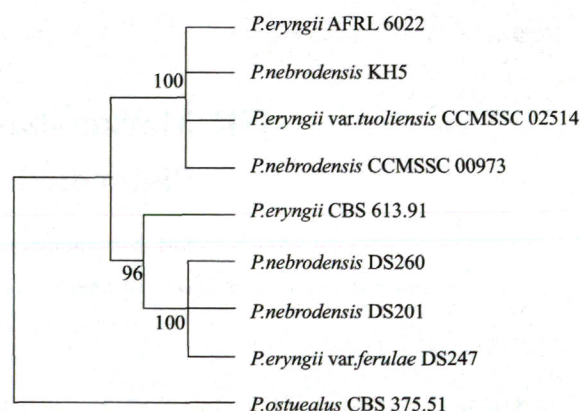 P.eryngii AFRL 6022
100
P.nebrodensis KH5
P.eryngii var.tuoliensis CCMSSC 02514
P.nebrodensis CCMSSC 00973
P.eryngii CBS 613.91
P.nebrodensis DS260
96
P.nebrodensis DS201
100
P.eryngii var.ferulae DS247
P.ostuealus CBS 375.51